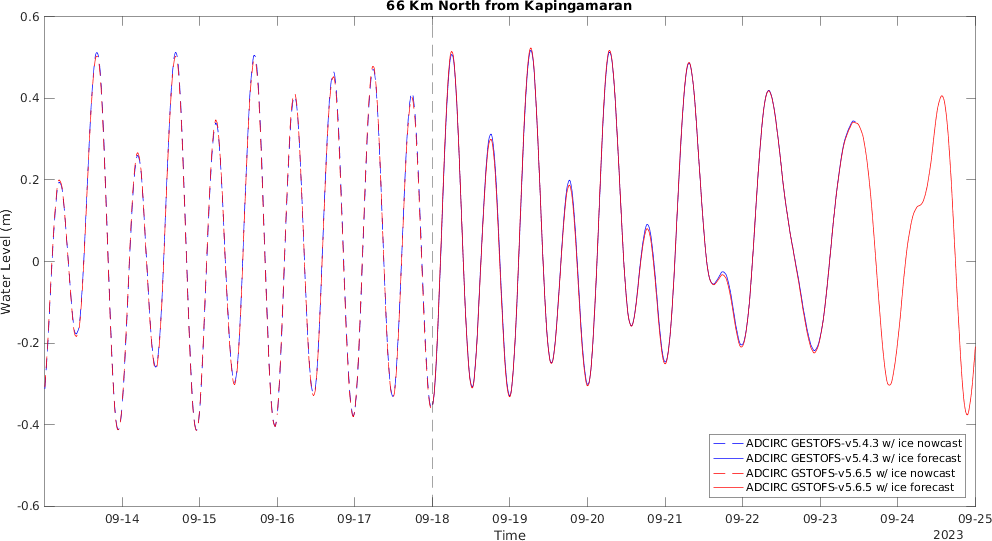 66 Km North from Kapingamaran
0.6
0.4
0.2
0
-0.2
-0.4
-0.6
Water Level (m)
ADCIRC GESTOFS-v5.4.3 w/ ice nowcast
ADCIRC GESTOFS-v5.4.3 w/ ice forecast
ADCIRC GSTOFS-v5.6.5 w/ ice nowcast
ADCIRC GSTOFS-v5.6.5 w/ ice forecast
09-14 09-15 09-16 09-17 09-18 09-19 09-20 09-21 09-22 09-23 09-24 09-25
Time
2023